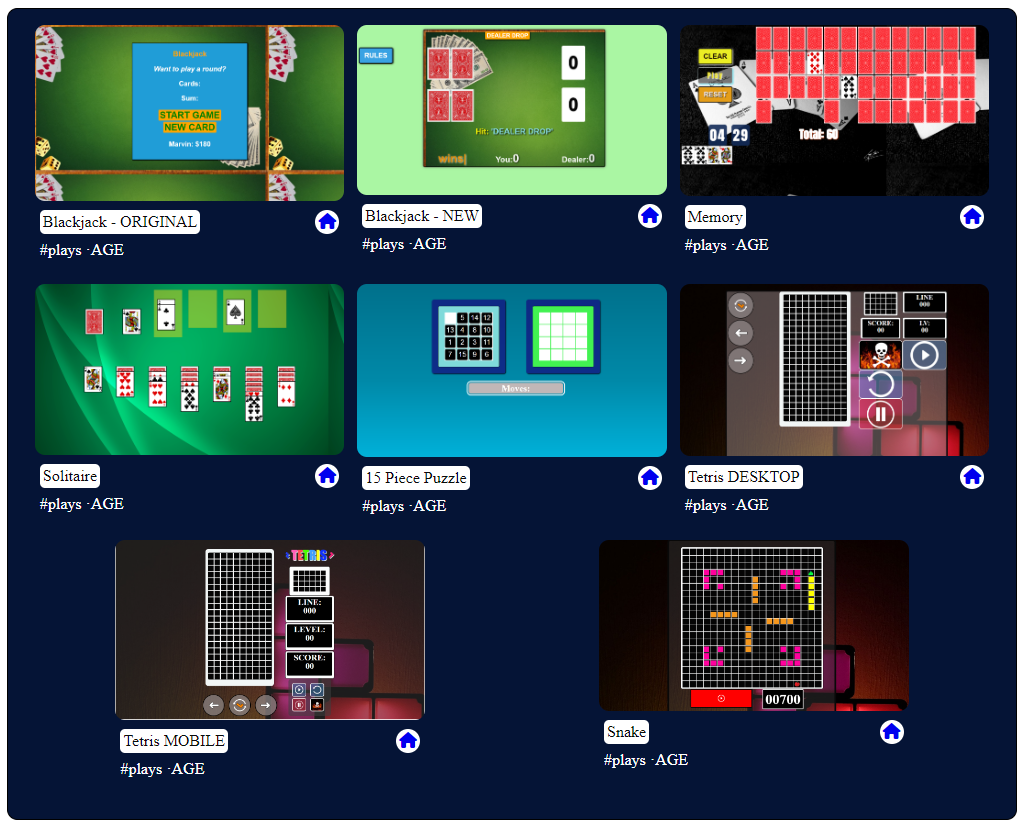 Blackjack
Want to play a round?
Cards:
Sum:
START GAME
NEW CARD
Marvin: $180
Blackjack - ORIGINAL
#plays ·AGE
RULES
DEALER DROP
0
0
Hit: 'DEALER DROP'
wins|
You:0
Dealer:0
Blackjack - NEW
#plays ·AGE
CLEAR
Play
RESET
04 29
Total: 60
Memory
#plays ·AGE
Solitaire
#plays ·AGE
5 14 12
13 4 8 10
1 2 3 11
7 15 9 6
Moves:
15 Piece Puzzle
#plays ·AGE
LINE
00
SCORE:
00
LV:
00
Tetris DESKTOP
#plays ·AGE
TETRIS
LINE:
000
LEVEL:
00
SCORE:
00
Tetris MOBILE
#plays ·AGE
00700
Snake
#plays ·AGE